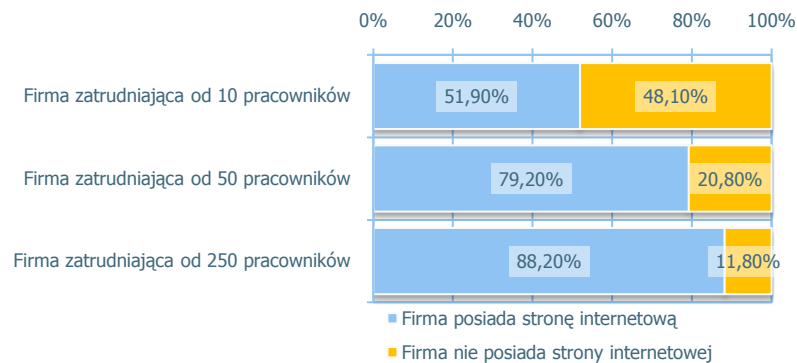 0% 20% 40% 60% 80% 100%
Firma zatrudniająca od 10 pracowników 51,90% 48,10%
Firma zatrudniająca od 50 pracowników 79,20% 20,80%
Firma zatrudniająca od 250 pracowników 88,20% 11,80%
Firma posiada stronę internetową
Firma nie posiada strony internetowej